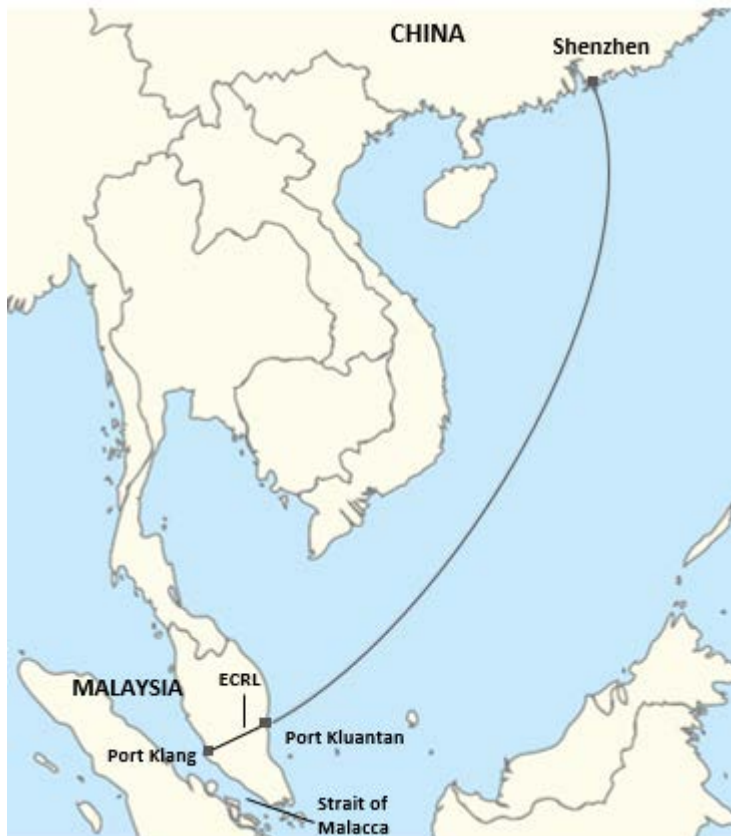 CHINA
Shenzhen
MALAYSIA
ECRL
Port Kluantan
Port Klang
Strait of
Malacca